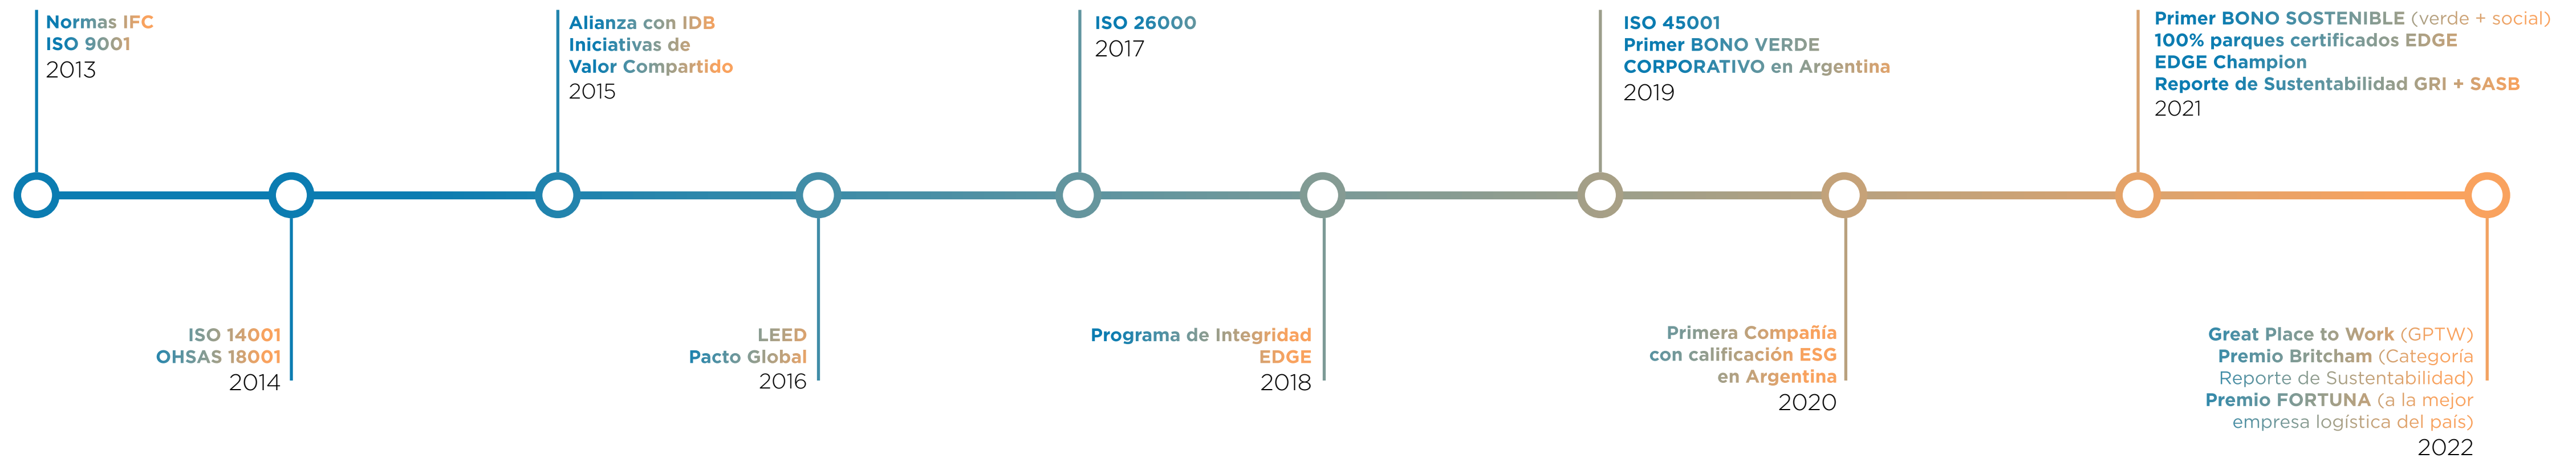 Normas IFC
ISO 9001
2013
ISO 14001
OHSAS 18001
2014
Alianza con IDB
Iniciativas de
Valor Compartido
2015
LEED
Pacto Global
2016
ISO 26000
2017
Programa de Integridad
EDGE
2018
ISO 45001
Primer BONO VERDE
CORPORATIVO en Argentina
2019
Primera Compañía
con calificación ESG
en Argentina
2020
Primer BONO SOSTENIBLE (verde + social)
100% parques certificados EDGE
EDGE Champion
Reporte de Sustentabilidad GRI + SASB
2021
Great Place to Work (GPTW)
Premio Britcham (Categoría
Reporte de Sustentabilidad)
Premio FORTUNA (a la mejor
empresa logística del país)
2022